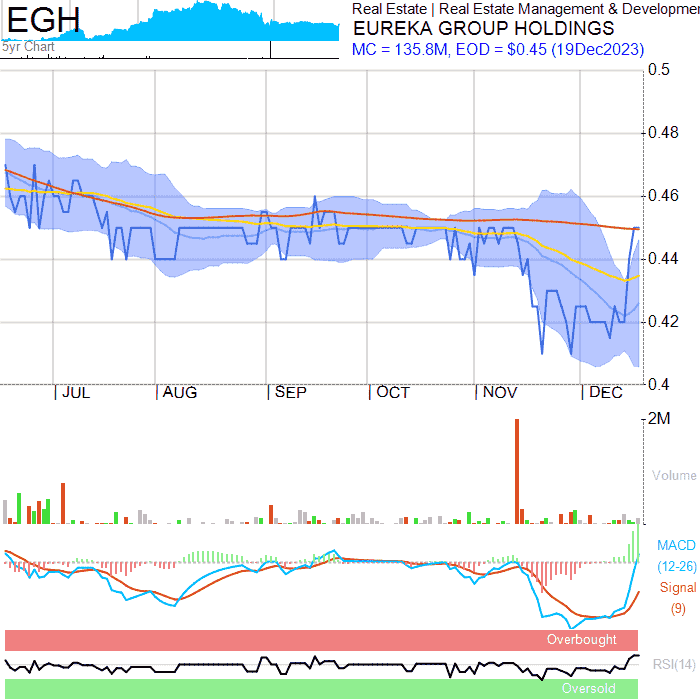 EGH
5yr Chart
Real Estate | Real Estate Management & Developmen
EUREKA GROUP HOLDINGS
MC = 135.8M, EOD = $0.45 (19Dec2023)
0.5
0.48
0.46
0.44
0.42
0.4
JUL AUG SEP OCT NOV DEC
2M
Volume
MACD
(12-26)
Signal
(9)
Overbought
RSI(14)
Oversold